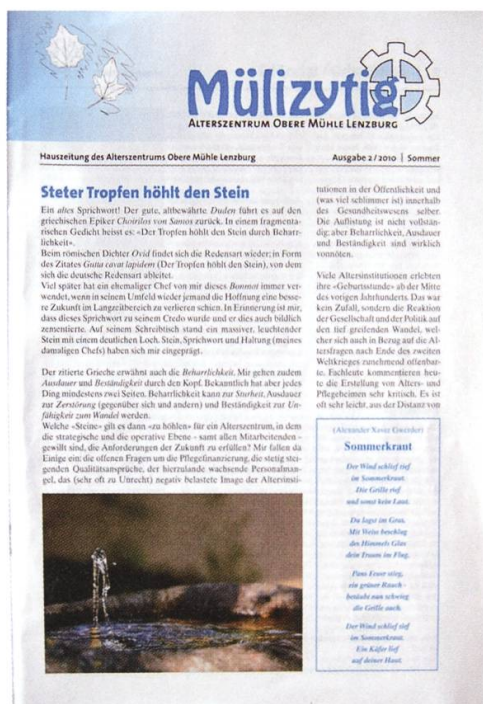 Mülizytig
ALTERSZENTRUM OBERE MÜHLE LENZBURG
Hauszeitung des Alterszentrums Obere Mühle Lenzburg
Ausgabe 2/2010 | Sommer
Steter Tropfen höhlt den Stein
Ein altes Sprichwort! Der gute, altbewährte Duden führt es auf den
griechischen Epiker Choirilos von Samos zurück. In einem fragmenta-
rischen Gedicht heisst es: «Der Tropfen höhlt den Stein durch Beharr-
lichkeit».
Beim römischen Dichter Ovid findet sich die Redensart wieder; in Form
des Zitates Gutta cavat lapidem (Der Tropfen höhlt den Stein), von dem
sich die deutsche Redensart ableitet.
Viel später hat ein ehemaliger Chef von mir dieses Bonmot immer ver-
wendet, wenn in seinem Umfeld wieder jemand die Hoffnung eine besse-
re Zukunft im Langzeitbereich zu verlieren schien. In Erinnerung ist mir,
dass dieses Sprichwort zu seinem Credo wurde und er dies auch bildlich
zementierte. Auf seinem Schreibtisch stand ein massiver, leuchtender
Stein mit einem deutlichen Loch. Stein, Sprichwort und Haltung (meines
damaligen Chefs) haben sich mir eingeprägt.
Der zitierte Grieche erwähnt auch die Beharrlichkeit. Mir gehen zudem
Ausdauer und Beständigkeit durch den Kopf. Bekanntlich hat aber jedes
Ding mindestens zwei Seiten. Beharrlichkeit kann zur Sturheit, Ausdauer
zur Zerstörung (gegenüber sich und andern) und Beständigkeit zur Un-
fähigkeit zum Wandel werden.
Welche «Steine» gilt es dann «zu höhlen» für ein Alterszentrum, in dem
die strategische und die operative Ebene - samt allen Mitarbeitenden -
gewillt sind, die Anforderungen der Zukunft zu erfüllen? Mir fallen da
Einige ein: die offenen Fragen um die Pflegefinanzierung, die stetig stei-
genden Qualitätsansprüche, der hierzulande wachsende Personalman-
gel, das (sehr oft zu Unrecht) negativ belastete Image der Altersinsti-
tutionen in der Öffentlichkeit und
(was viel schlimmer ist) innerhalb
des Gesundheitswesens selber.
Die Auflistung ist nicht vollstän-
dig; aber Beharrlichkeit, Ausdauer
und Beständigkeit sind wirklich
vonnöten.
Viele Altersinstitutionen erlebten
ihre «Geburtsstunde» ab der Mitte
des vorigen Jahrhunderts. Das war
kein Zufall, sondern die Reaktion
der Gesellschaft und der Politik auf
den tief greifenden Wandel, wel-
cher sich auch in Bezug auf die Al-
tersfragen nach Ende des zweiten
Weltkrieges zunehmend offenbar-
te. Fachleute kommentieren heu-
te die Erstellung von Alters- und
Pflegeheimen sehr kritisch. Es ist
oft sehr leicht, aus der Distanz von
(Alexander Xaver Gwerder)
Sommerkraut
Der Wind schlief tief
im Sommerkraut.
Die Grille rief
und sonst kein Laut.
Du lagst im Gras,
Mit Weiss beschlag
des Himmels Glas
dein Traum im Flug.
Pans Feuer stieg,
ein grüner Rauch -
betäubt nun schwieg
die Grille auch.
Der Wind schlief tief
im Sommerkraut.
Ein Käfer lief
auf deiner Haut.